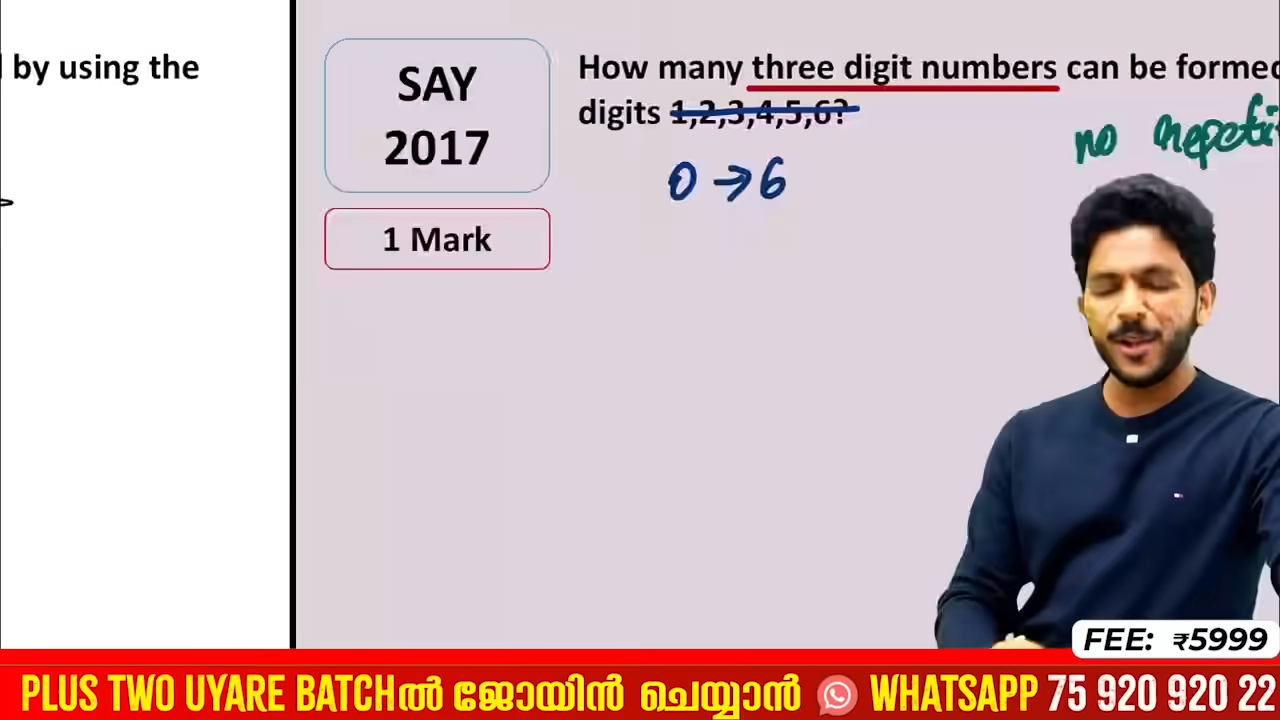 by using the
SAY
2017
1 Mark
How many three digit numbers can be formed
digits 1,2,3,4,5,6?
0 → 6
no
FEE: ₹5999
PLUS TWO UYARE BATCHൽ ജോയിൻ ചെയ്യാൻ WHATSAPP 75 920 920 22